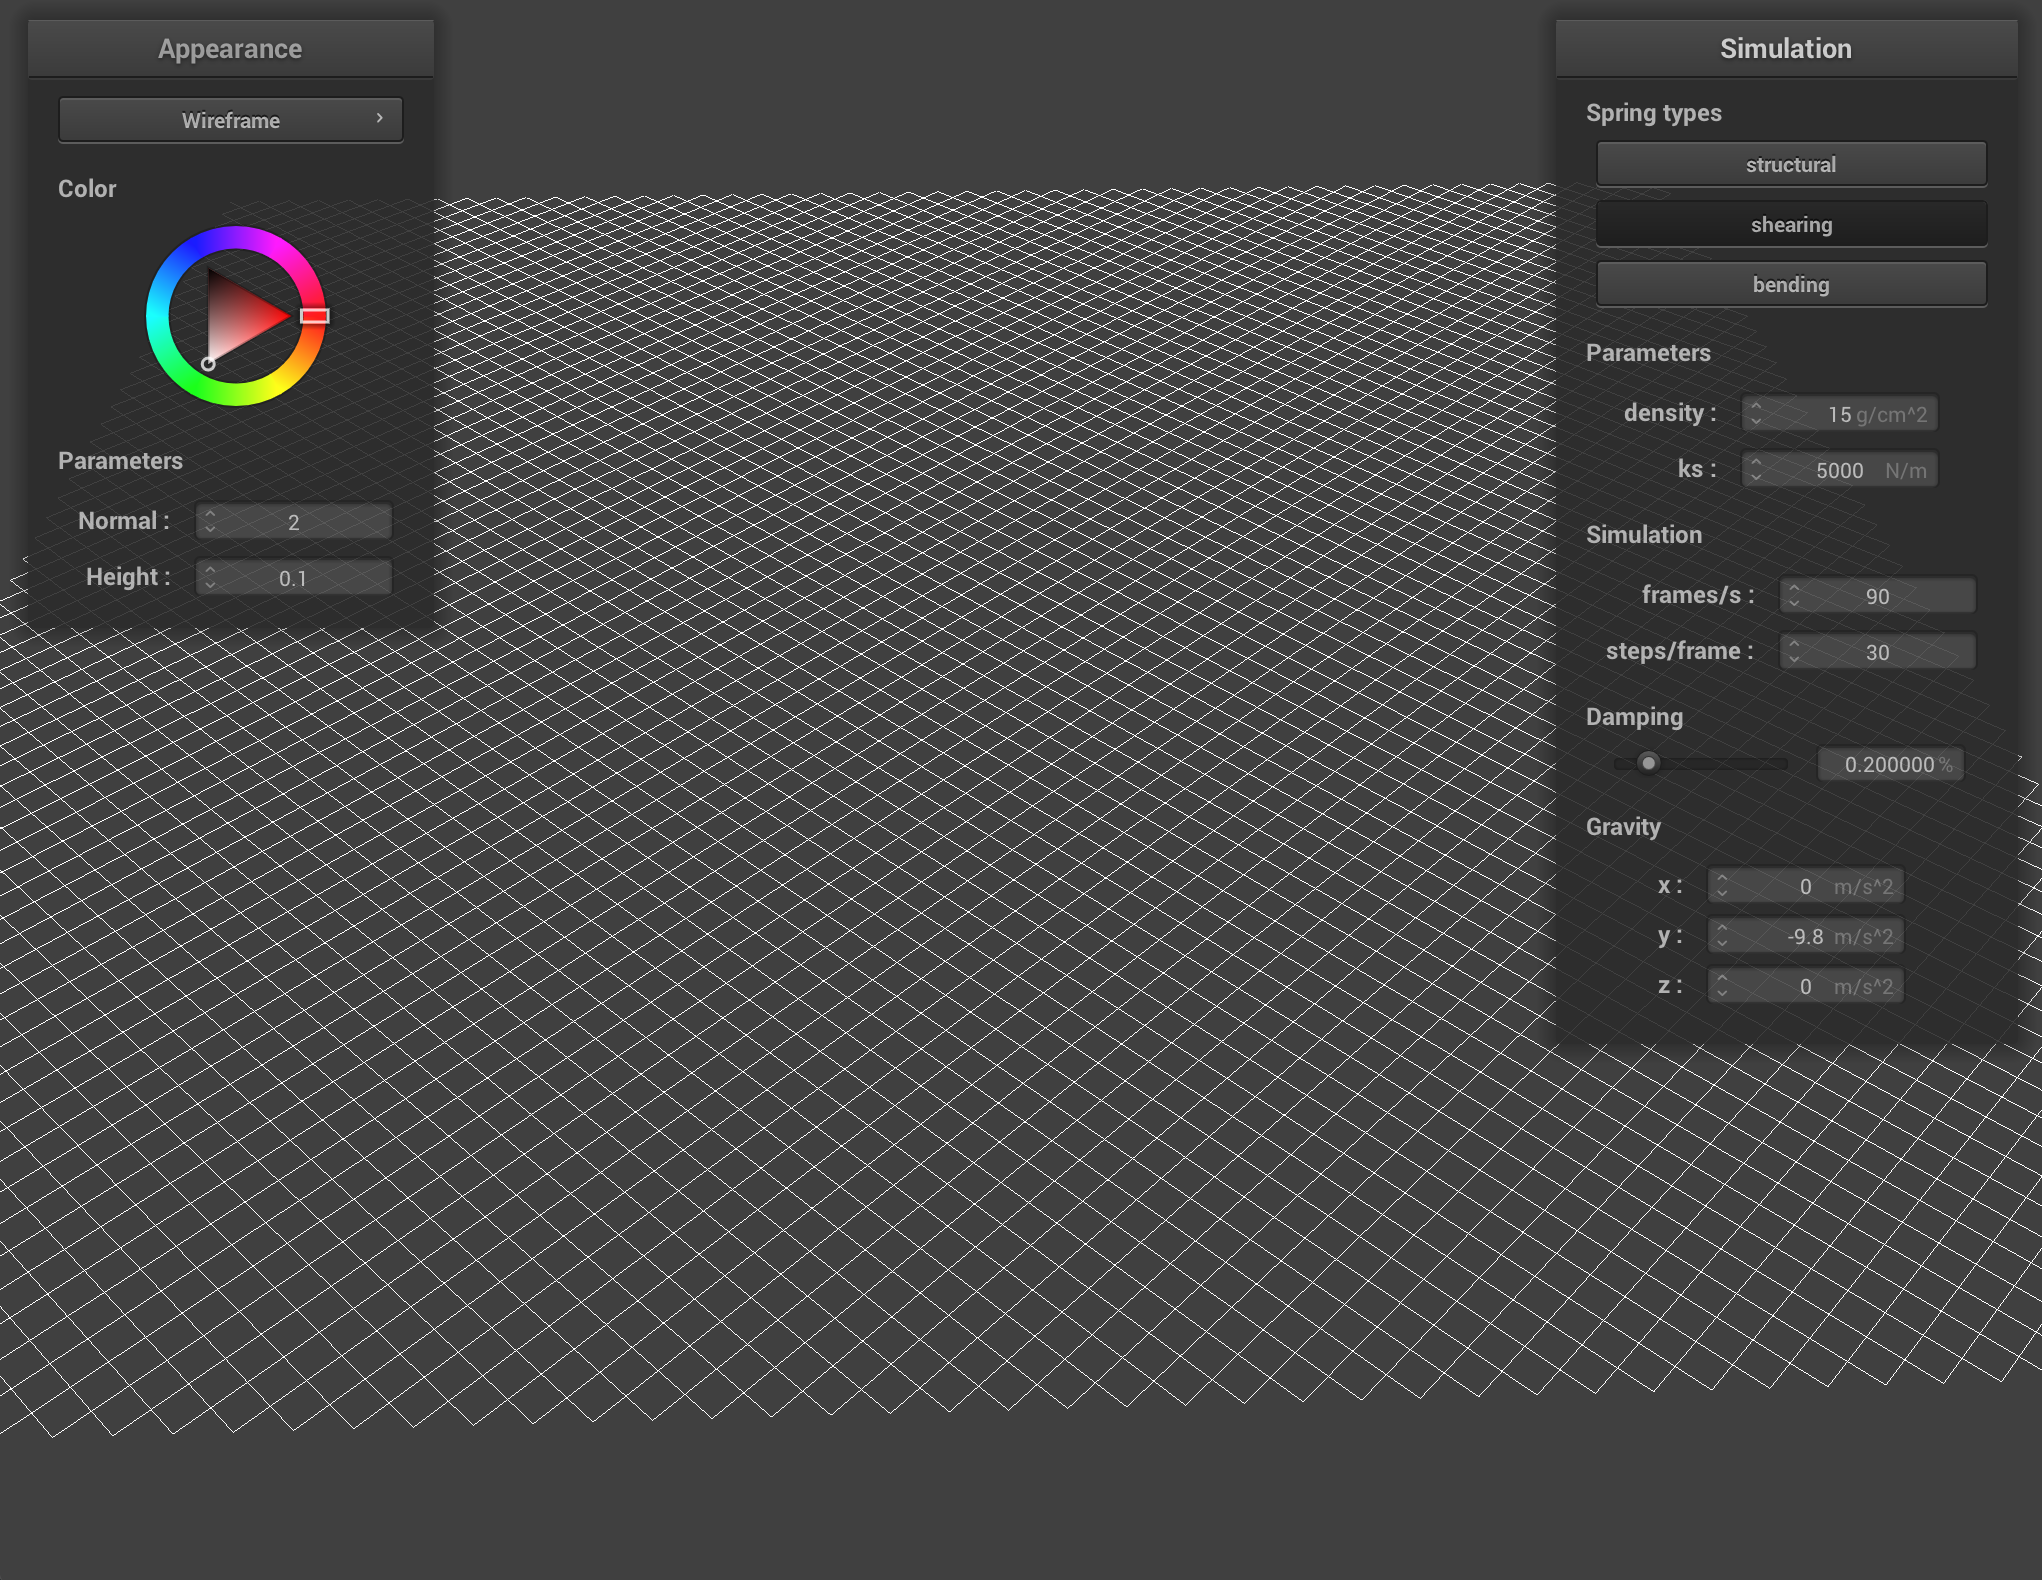 Appearance
Wireframe
Color
Parameters
Normal : 2
Height : 0.1
Simulation
Spring types
structural
shearing
bending
Parameters
density : 15 g/cm^2
ks : 5000 N/m
Simulation
frames/s : 90
steps/frame : 30
Damping
0.200000 %
Gravity
x : 0 m/s^2
y : -9.8 m/s^2
z : 0 m/s^2